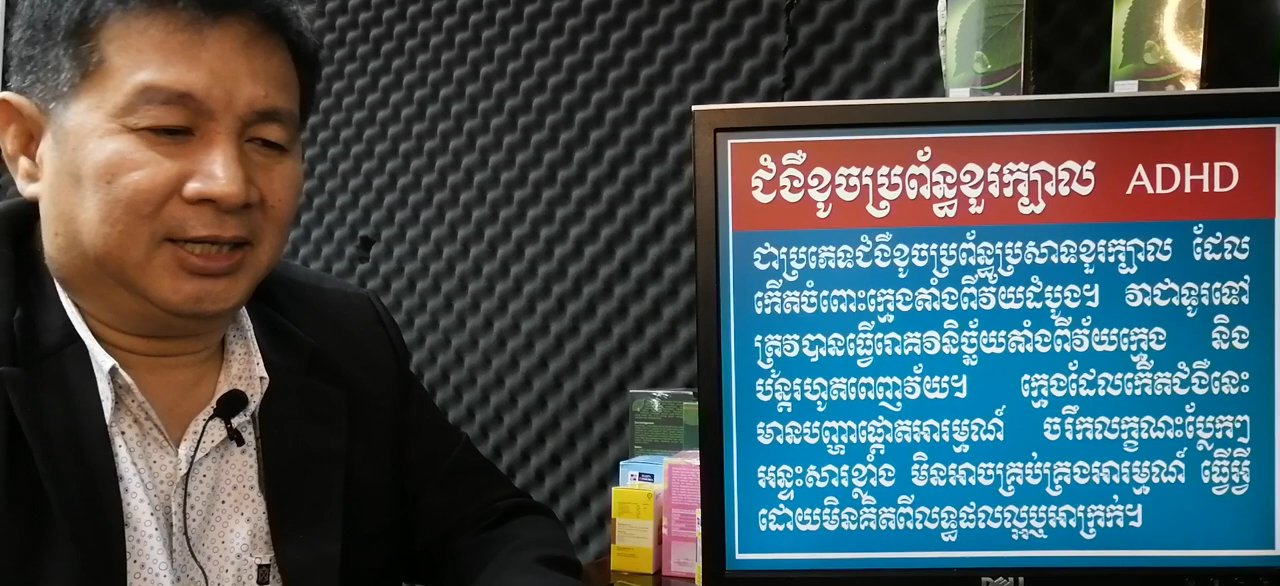 ជំងឺខូចប្រព័ន្ធខួរក្បាល ADHD
ជាប្រភេទជំងឺខូចប្រព័ន្ធប្រសាទខួរក្បាល ដែល
កើតចំពោះក្មេងតាំងពីវ័យដំបូង។ វាជាទូរទៅ
ត្រូវបានធ្វើរោគវិនិច្ឆ័យតាំងពីវ័យក្មេង និង
បន្តរហូតពេញវ័យ។ ក្មេងដែលកើតជំងឺនេះ
មានបញ្ហាផ្តោតអារម្មណ៍ ចរឹកលក្ខណះប្លែកៗ
អន្ទះសារខ្លាំង មិនអាចគ្រប់គ្រងអារម្មណ៍ ធ្វើអ្វី
ដោយមិនគិតពីលទ្ធផលល្អឬអាក្រក់។